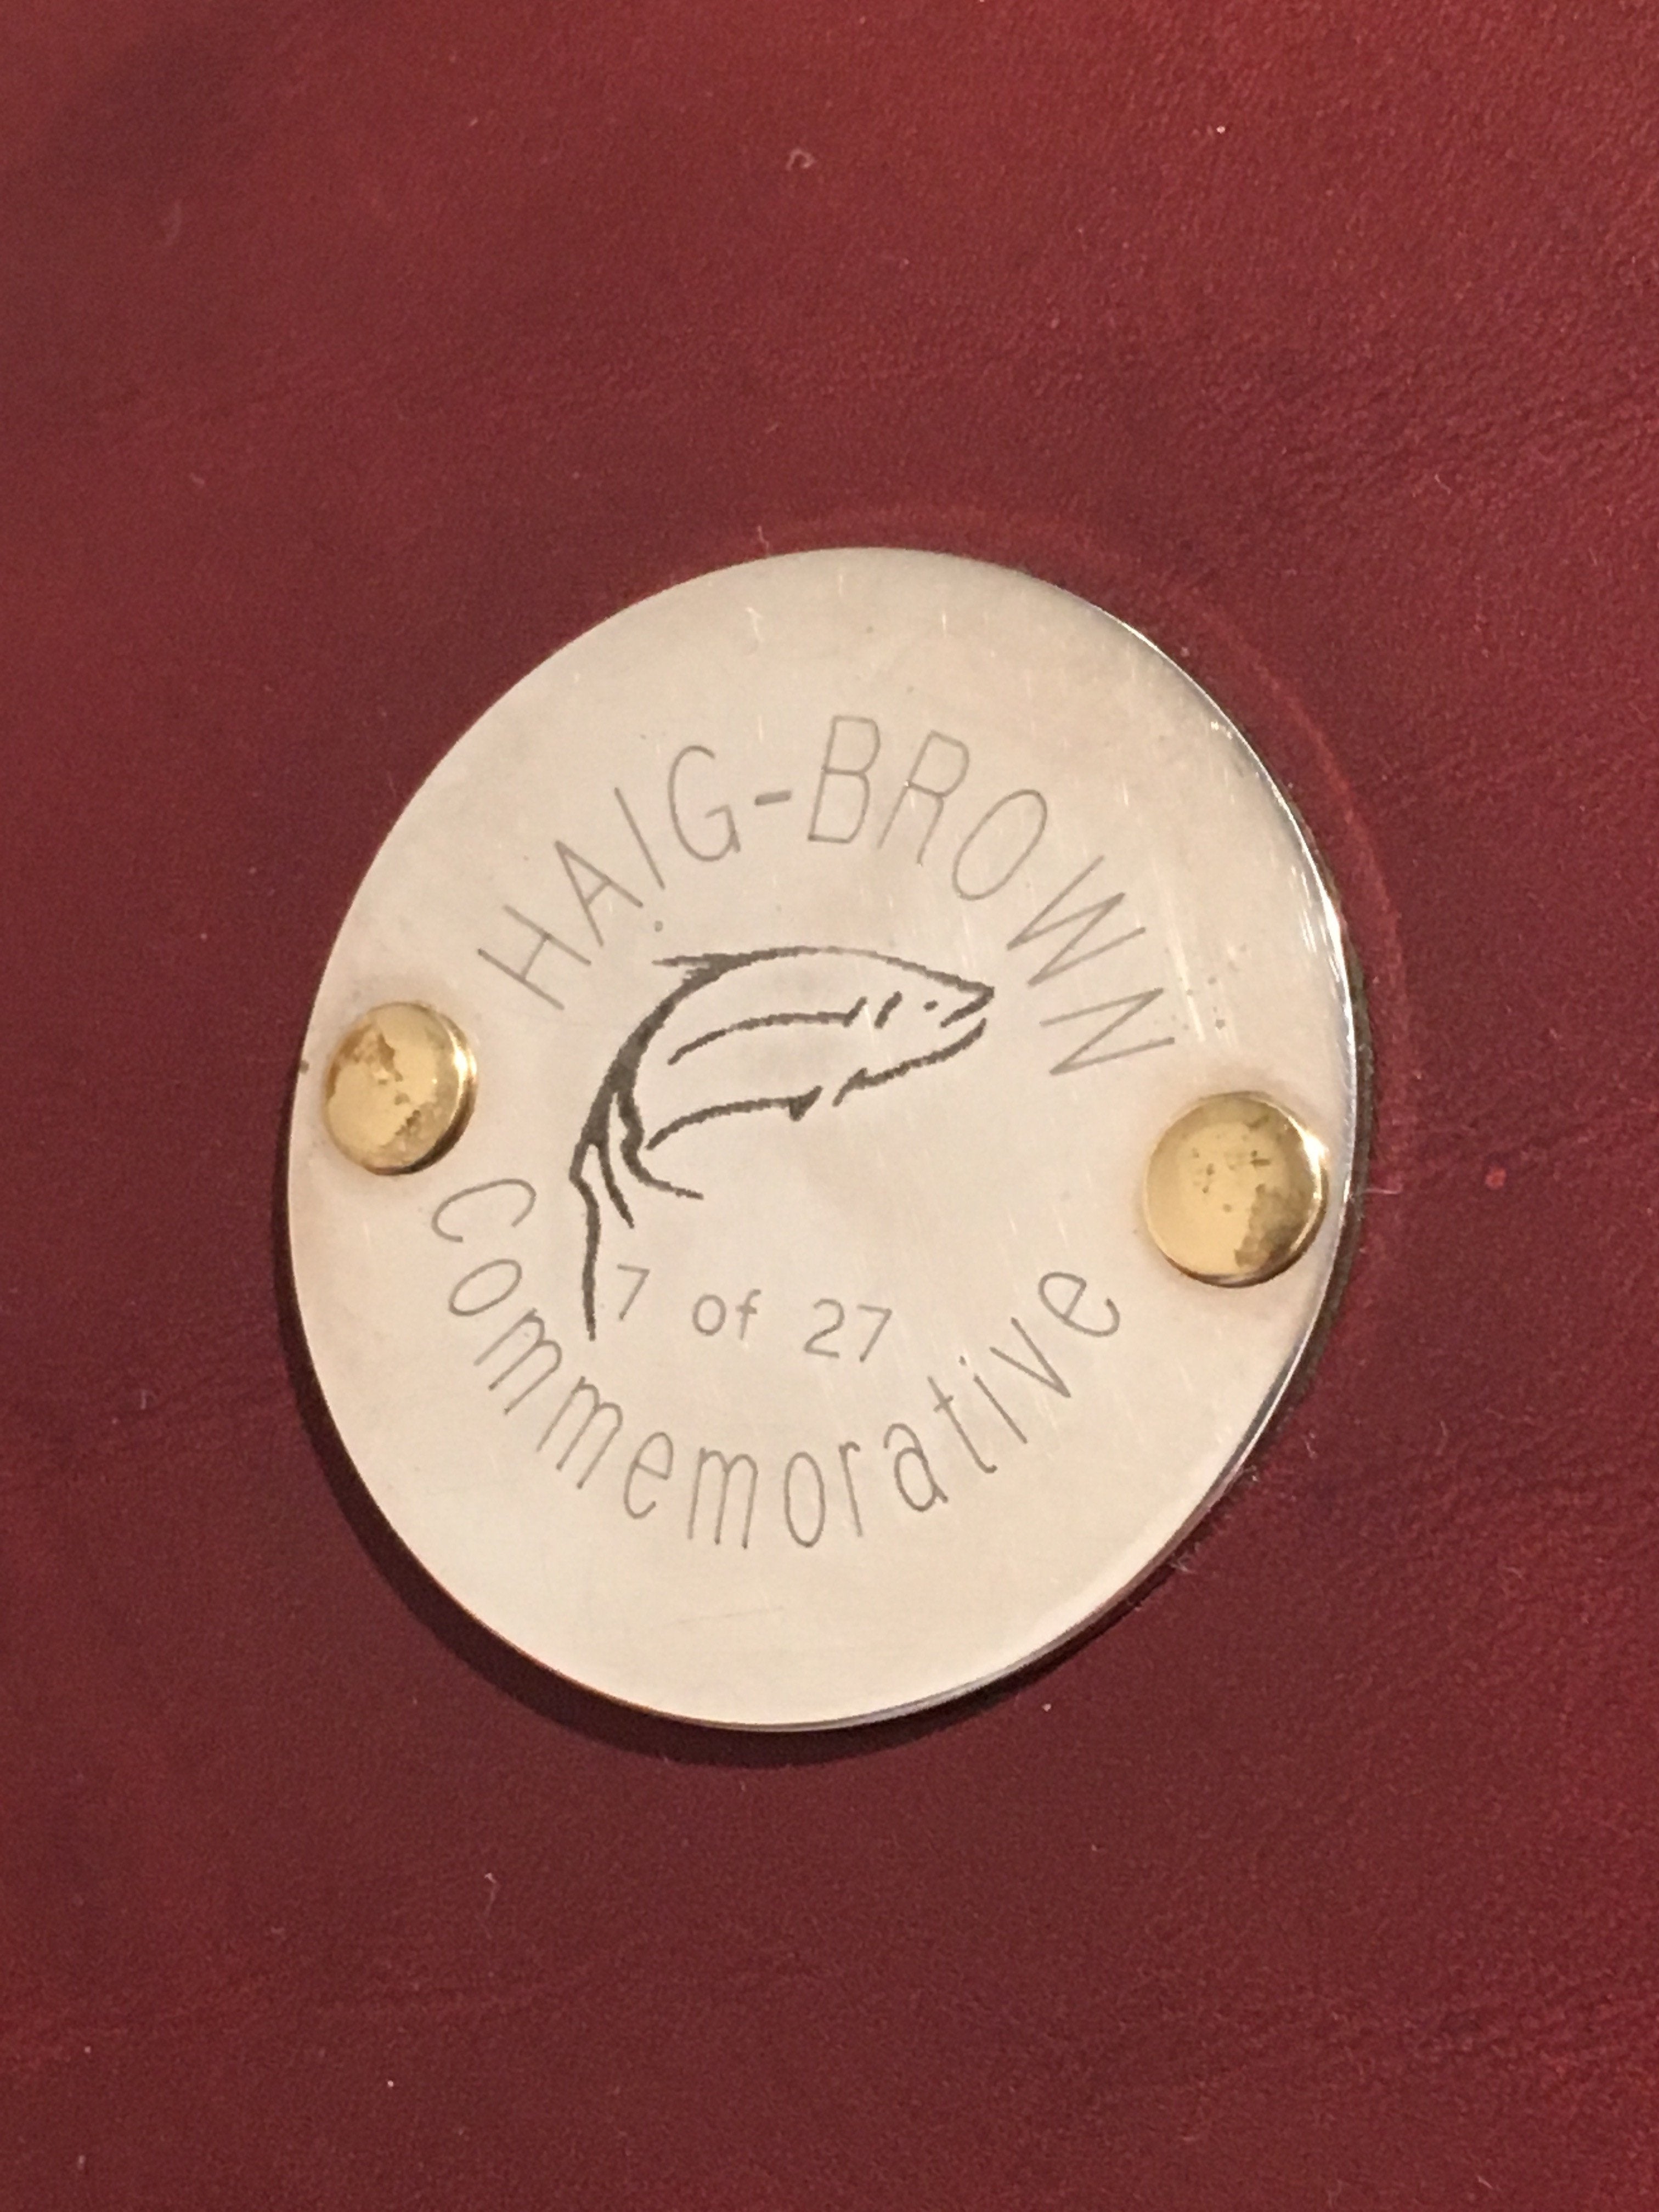 HAIG-BROWN
7 of 27
Commemorative